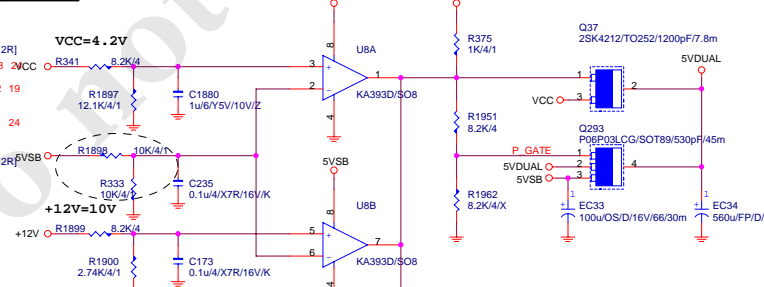 VCC=4.2V
2R]
VCC
R341
8.2K/4
R1897
12.1K/4/1
C1880
1u/6/Y5V/10V/Z
19
24
2R]
5VSB
R1898
10K/4/1
R333
10K/4/1
C235
0.1u/4/X7R/16V/K
+12V=10V
+12V
R1899
8.2K/4
R1900
2.74K/4/1
C173
0.1u/4/X7R/16V/K
8
U8A
3
+
2
-
1
KA393D/SO8
4
5VSB
8
U8B
5
+
6
-
7
KA393D/SO8
4
R375
1K/4/1
R1951
8.2K/4
P_GATE
R1962
8.2K/4/X
Q37
2SK4212/TO252/1200pF/7.8m
5VDUAL
1
VCC
3
2
Q293
P06P03LCG/SOT89/530pF/45m
1
5VDUAL
2
5VSB
3
4
1
+
EC33
100u/OS/D/16V/66/30m
1
+
EC34
560u/FP/D/
no